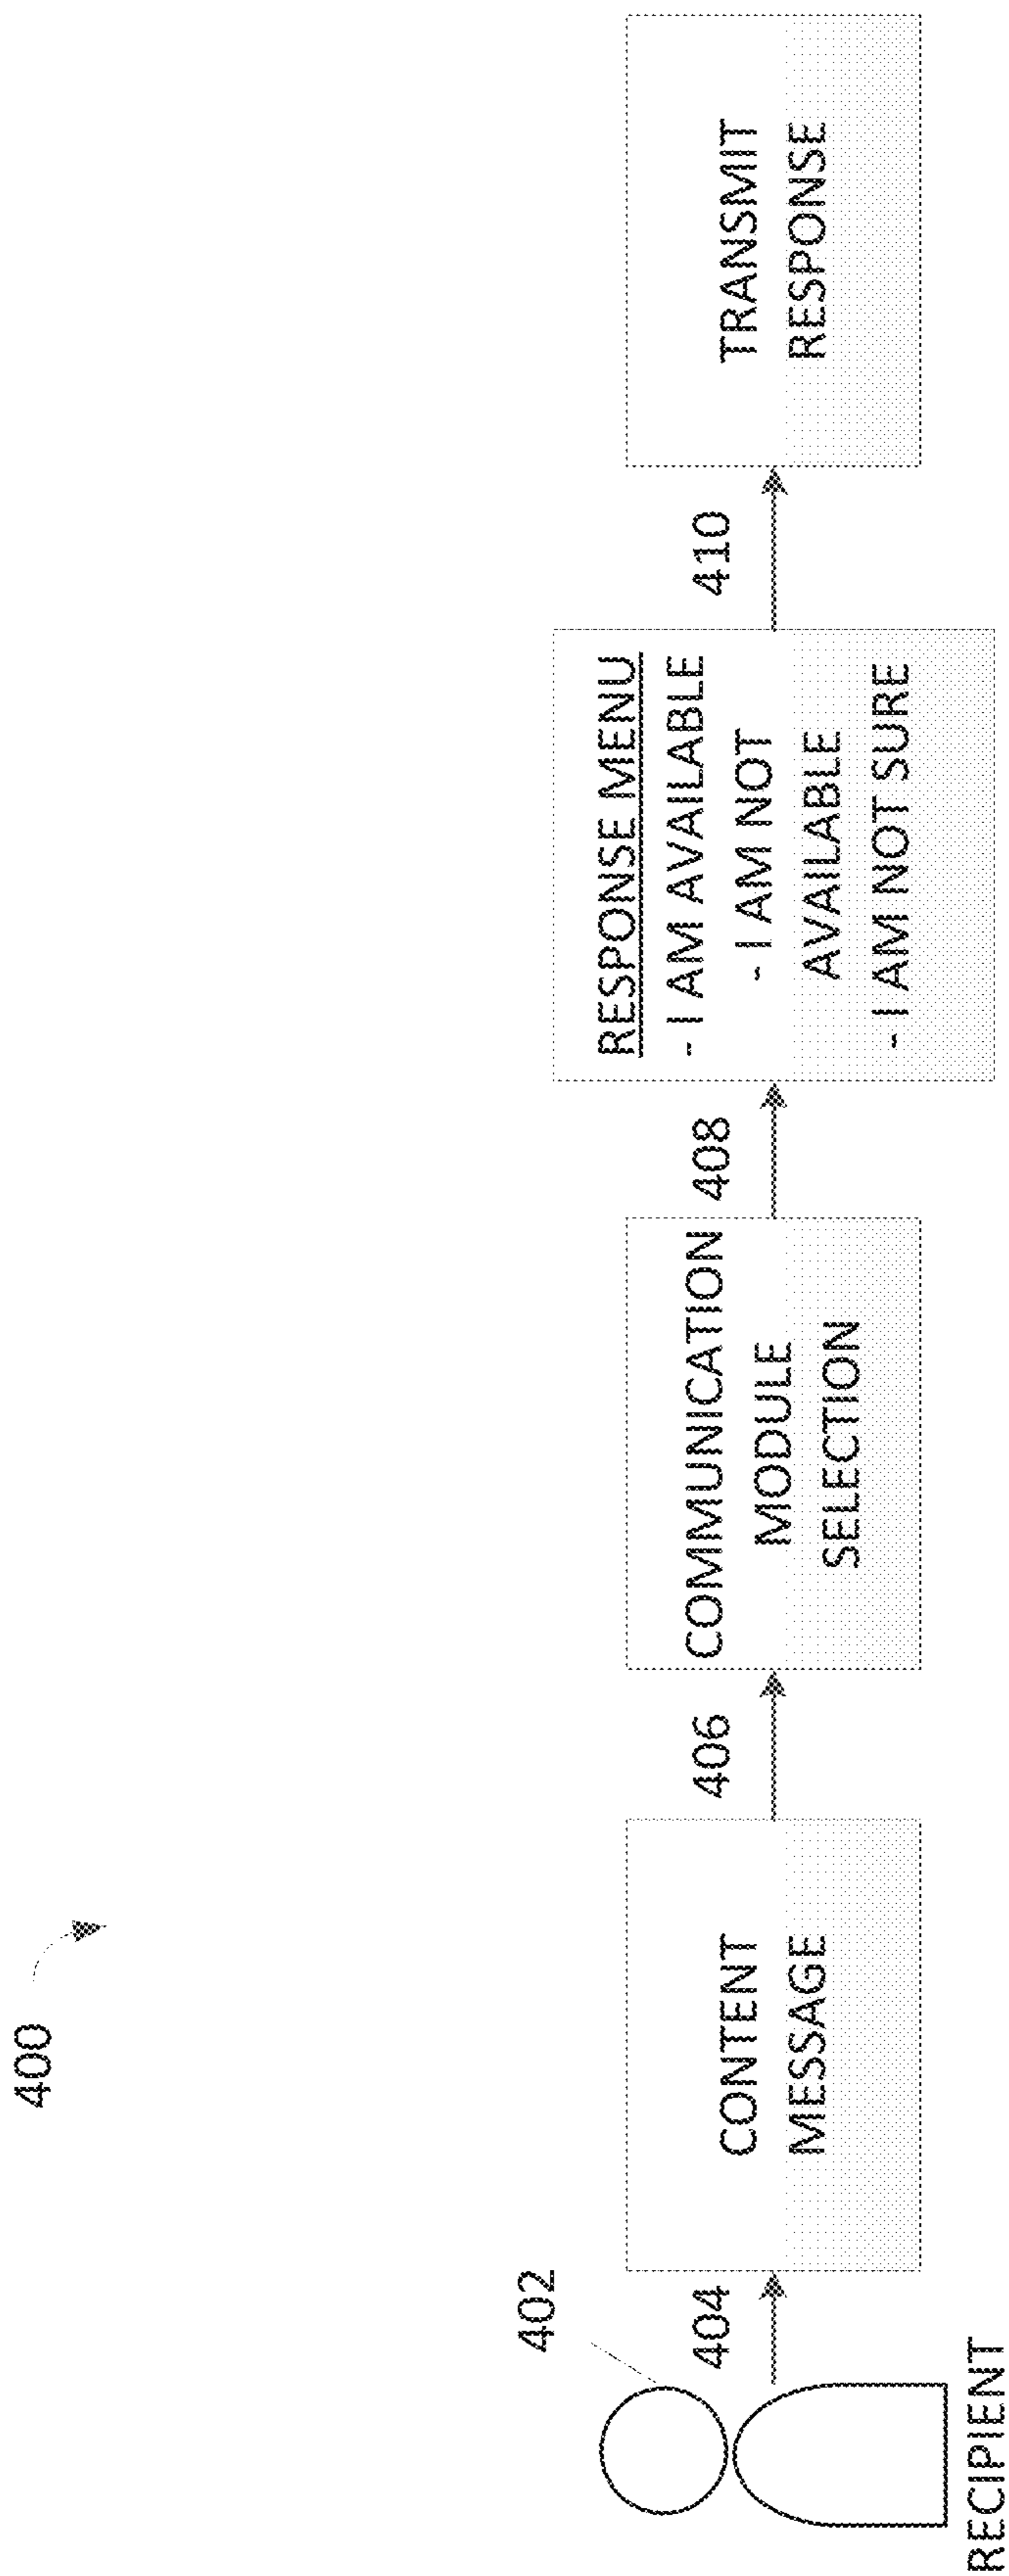 400
402
RECIPIENT
404
CONTENT
MESSAGE
406
COMMUNICATION
MODULE
SELECTION
408
RESPONSE MENU
- I AM AVAILABLE
- I AM NOT
AVAILABLE
- I AM NOT SURE
410
TRANSMIT
RESPONSE